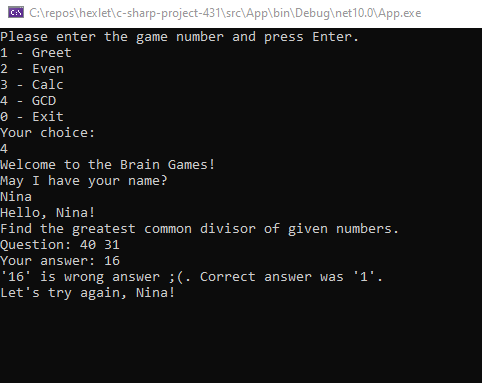 C:\repos\hexlet\c-sharp-project-431\src\App\bin\Debug\net10.0\App.exe
Please enter the game number and press Enter.
1 - Greet
2 - Even
3 - Calc
4 - GCD
0 - Exit
Your choice:
4
Welcome to the Brain Games!
May I have your name?
Nina
Hello, Nina!
Find the greatest common divisor of given numbers.
Question: 40 31
Your answer: 16
'16' is wrong answer ;(. Correct answer was '1'.
Let's try again, Nina!